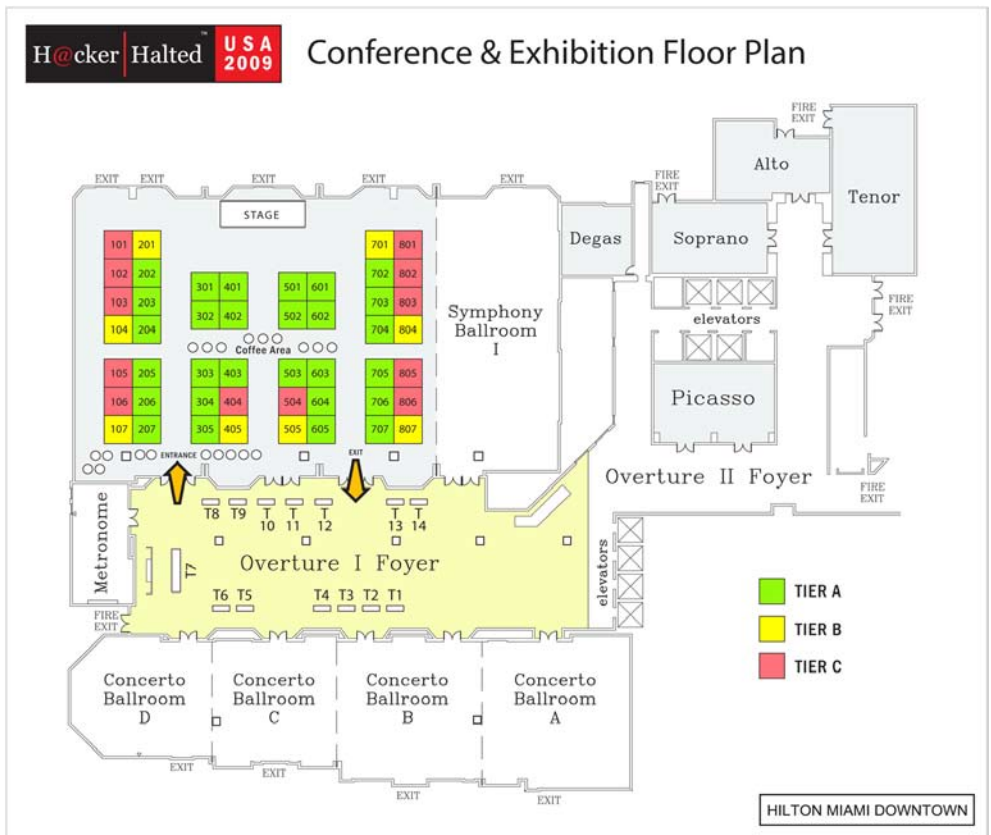 H@cker Halted ™ USA
2009
Conference & Exhibition Floor Plan
FIRE
EXIT
FIRE
EXIT
Alto
Tenor
EXIT EXIT EXIT EXIT EXIT
FIRE
EXIT
STAGE
Degas
Soprano
101 201
102 202
103 203
104 204
301 401
302 402
501 601
502 602
701 801
702 802
703 803
704 804
Symphony
Ballroom
I
elevators
FIRE
EXIT
Coffee Area
105 205
106 206
107 207
303 403
304 404
305 405
503 603
504 604
505 605
705 805
706 806
707 807
Picasso
ENTRANCE
EXIT
Overture II Foyer
FIRE
EXIT
Metronome
T8 T9 T
10 T
11 T
12 T
13 T
14
T7
Overture I Foyer
elevators
T6 T5 T4 T3 T2 T1
FIRE
EXIT
TIER A
TIER B
TIER C
Concerto
Ballroom
D
Concerto
Ballroom
C
Concerto
Ballroom
B
Concerto
Ballroom
A
EXIT EXIT EXIT EXIT
HILTON MIAMI DOWNTOWN